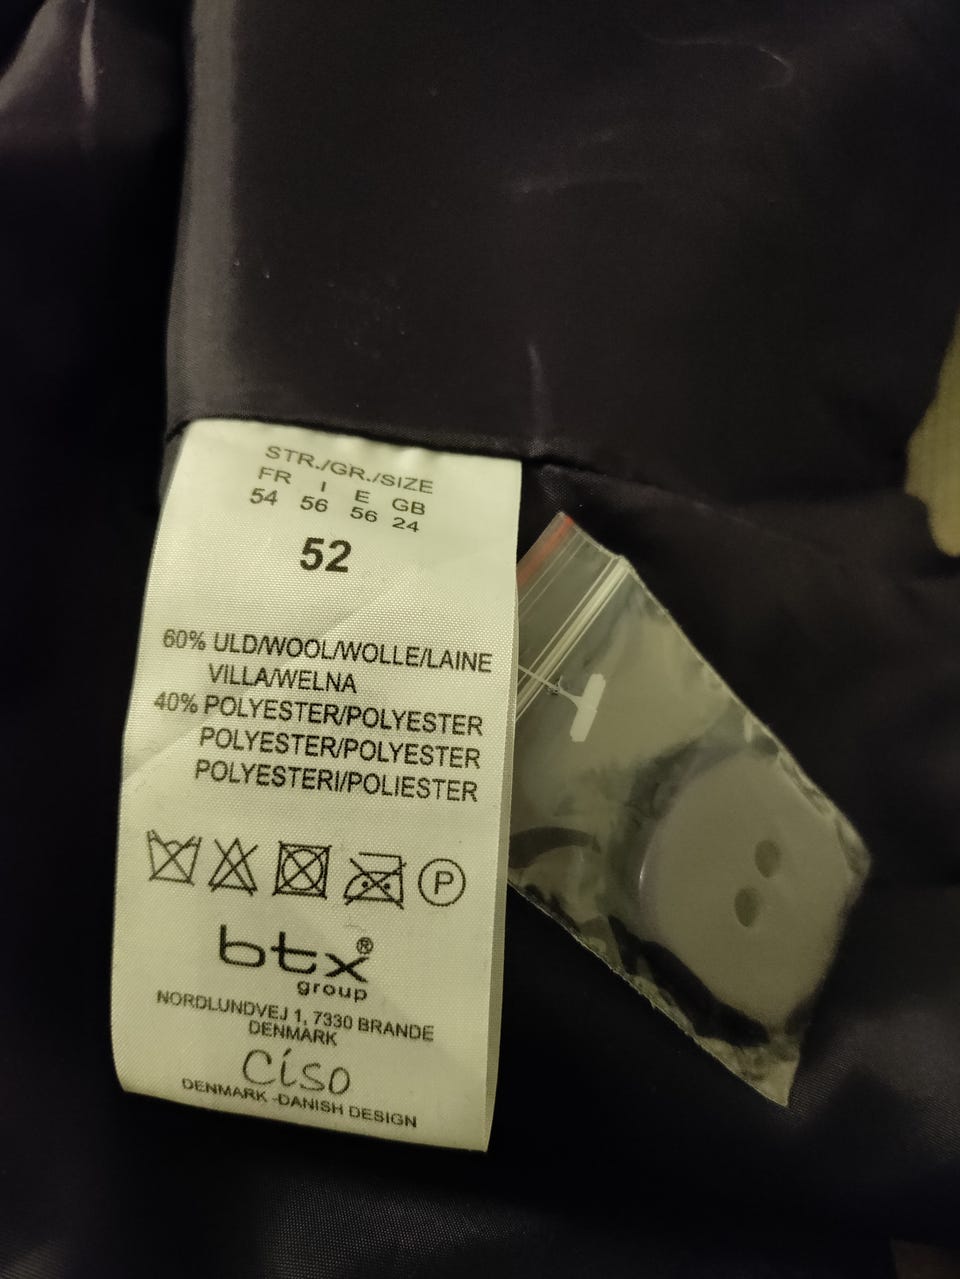 STR./GR./SIZE
FR I E GB
54 56 56 24
52
60% ULD/WOOL/WOLLE/LAINE
VILLA/WELNA
40% POLYESTER/POLYESTER
POLYESTER/POLYESTER
POLYESTERI/POLIESTER
P
btx®
group
NORDLUNDVEJ 1, 7330 BRANDE
DENMARK
Ciso
DENMARK -DANISH DESIGN